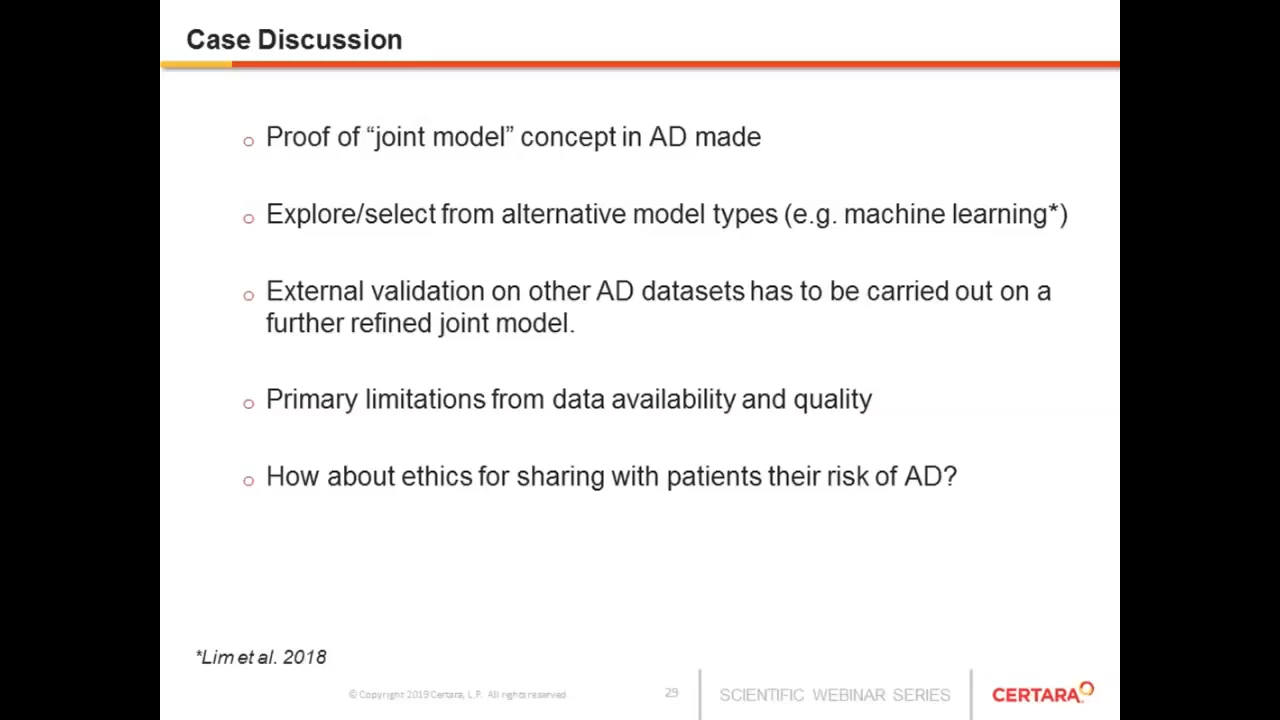 Case Discussion
o Proof of “joint model” concept in AD made
o Explore/select from alternative model types (e.g. machine learning*)
o External validation on other AD datasets has to be carried out on a
further refined joint model.
o Primary limitations from data availability and quality
o How about ethics for sharing with patients their risk of AD?
*Lim et al. 2018
© Copyright 2019 Certara, L.P. All rights reserved
29
SCIENTIFIC WEBINAR SERIES
CERTARA